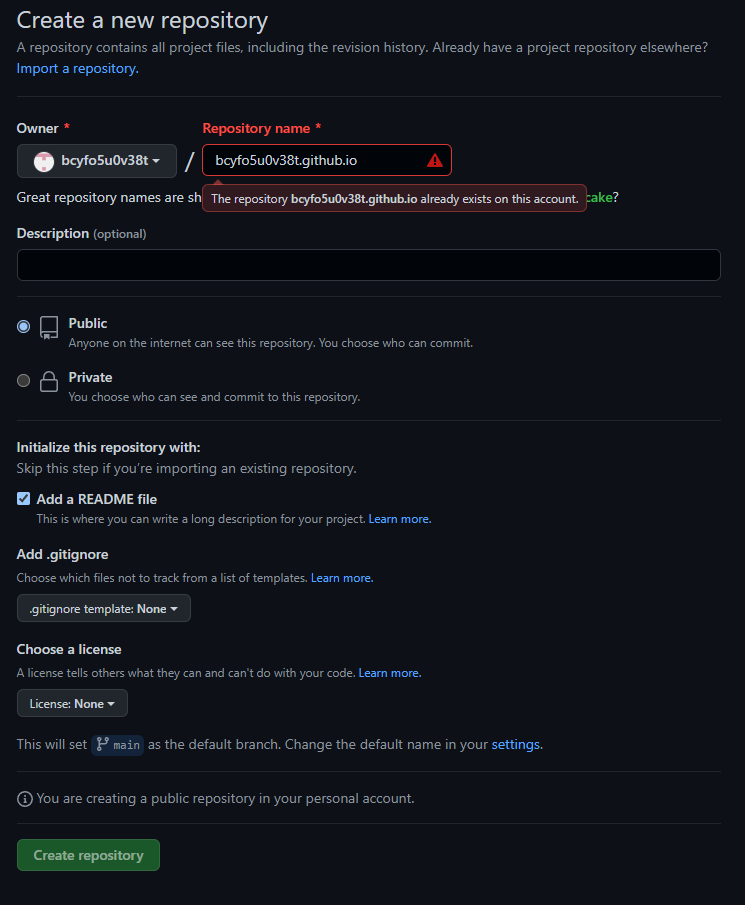 Create a new repository
A repository contains all project files, including the revision history. Already have a project repository elsewhere?
Import a repository.
Owner *
Repository name *
bcyfo5u0v38t
/
bcyfo5u0v38t.github.io
Great repository names are sh
The repository bcyfo5u0v38t.github.io already exists on this account.
cake?
Description (optional)
Public
Anyone on the internet can see this repository. You choose who can commit.
Private
You choose who can see and commit to this repository.
Initialize this repository with:
Skip this step if you’re importing an existing repository.
Add a README file
This is where you can write a long description for your project. Learn more.
Add .gitignore
Choose which files not to track from a list of templates. Learn more.
.gitignore template: None
Choose a license
A license tells others what they can and can't do with your code. Learn more.
License: None
This will set main as the default branch. Change the default name in your settings.
You are creating a public repository in your personal account.
Create repository